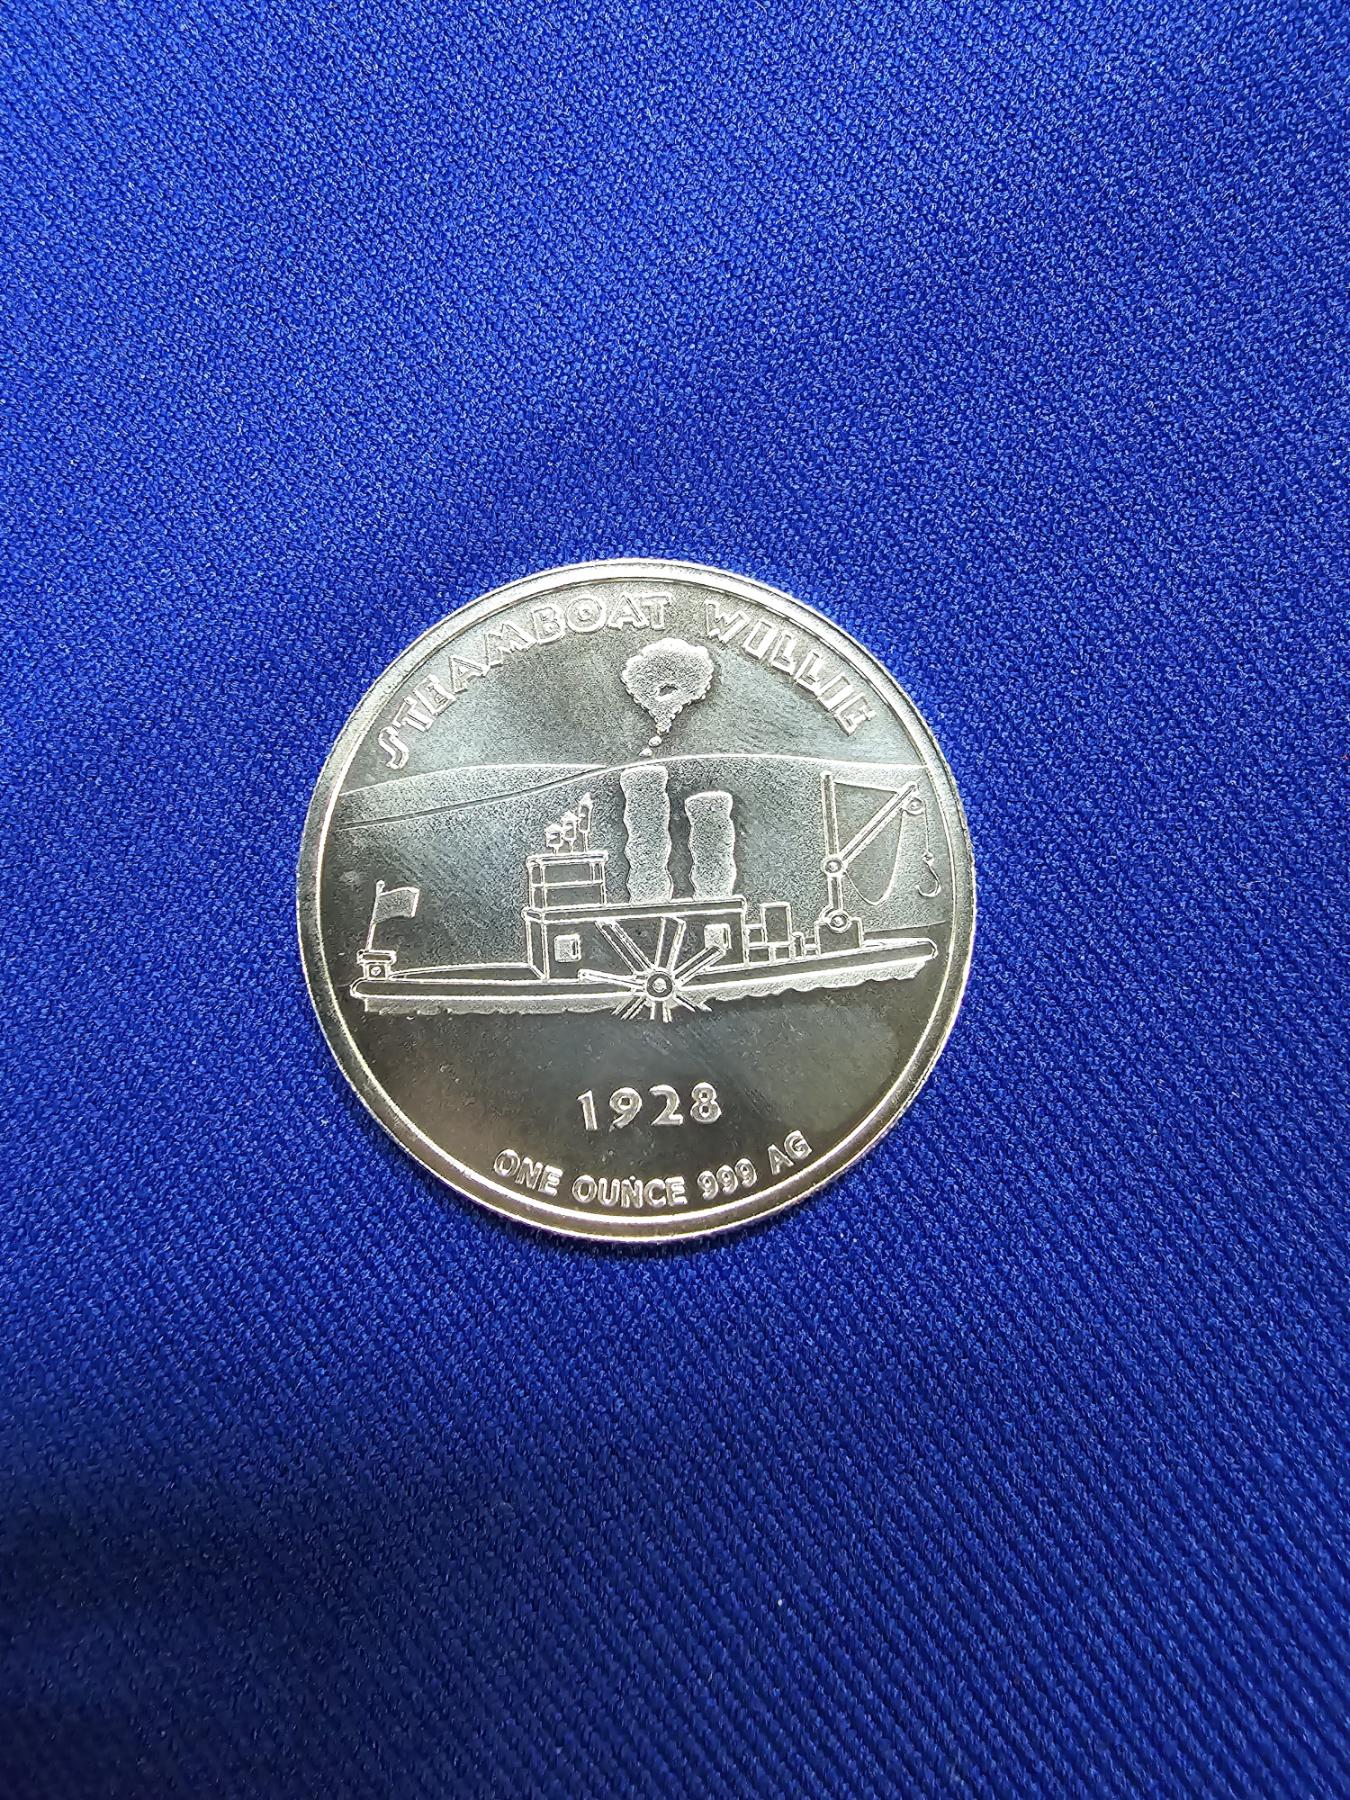 STEAMBOAT WILLIE
1928
ONE OUNCE 999 AG